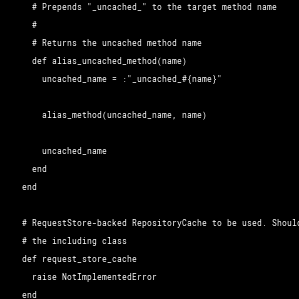 # Prepends "_uncached_" to the target method name
#
# Returns the uncached method name
def alias_uncached_method(name)
uncached_name = :"_uncached_#{name}"
alias_method(uncached_name, name)
uncached_name
end
end
# RequestStore-backed RepositoryCache to be used. Should
# the including class
def request_store_cache
raise NotImplementedError
end